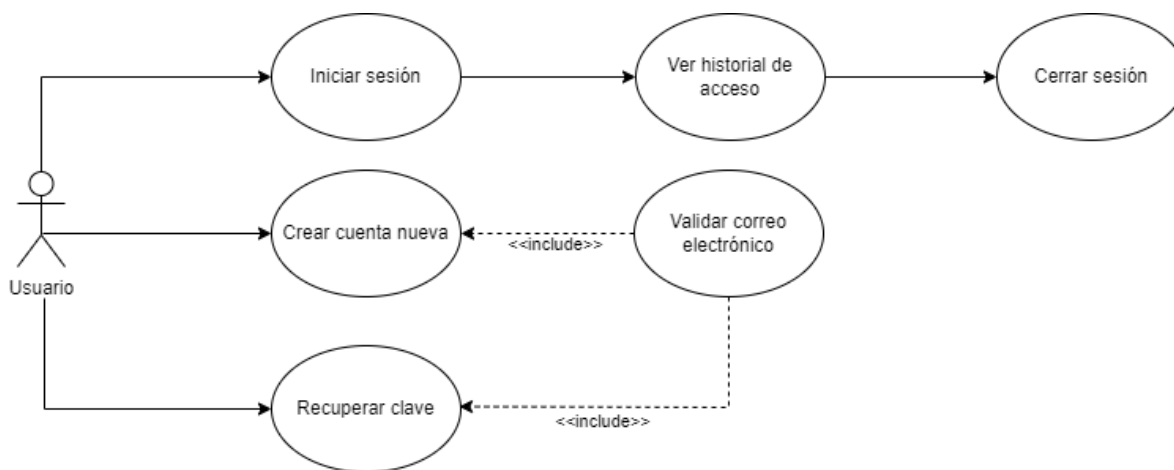 Iniciar sesión
Ver historial de
acceso
Cerrar sesión
Usuario
Crear cuenta nueva
<<include>>
Validar correo
electrónico
Recuperar clave
<<include>>